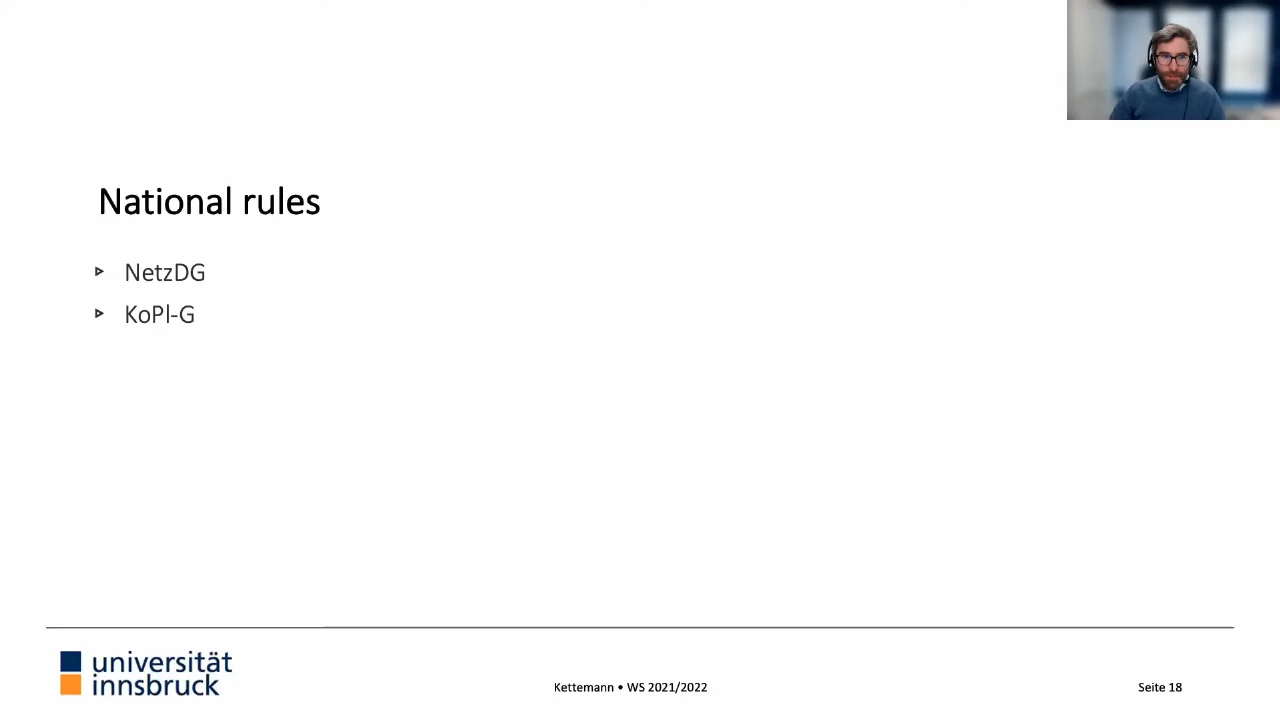 National rules
NetzDG
KoPl-G
universität
innsbruck
Kettemann • WS 2021/2022
Seite 18